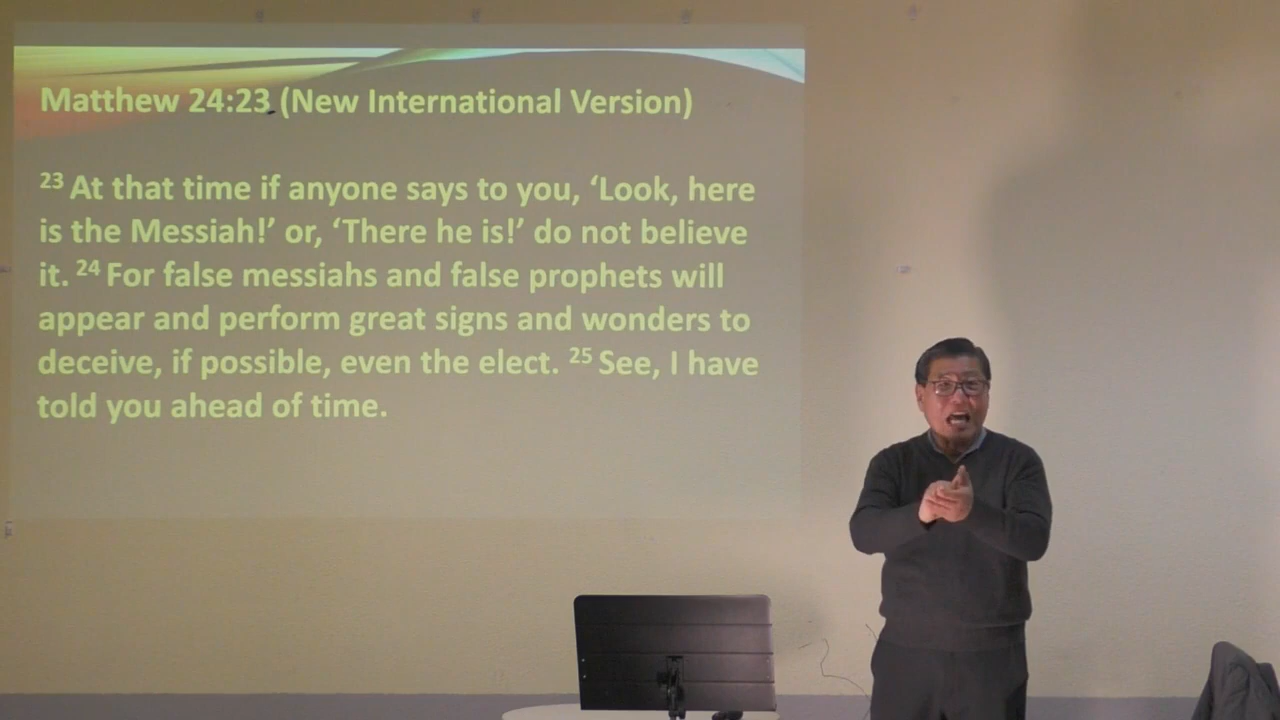 Matthew 24:23 (New International Version)
23 At that time if anyone says to you, ‘Look, here
is the Messiah!’ or, ‘There he is!’ do not believe
it. 24 For false messiahs and false prophets will
appear and perform great signs and wonders to
deceive, if possible, even the elect. 25 See, I have
told you ahead of time.